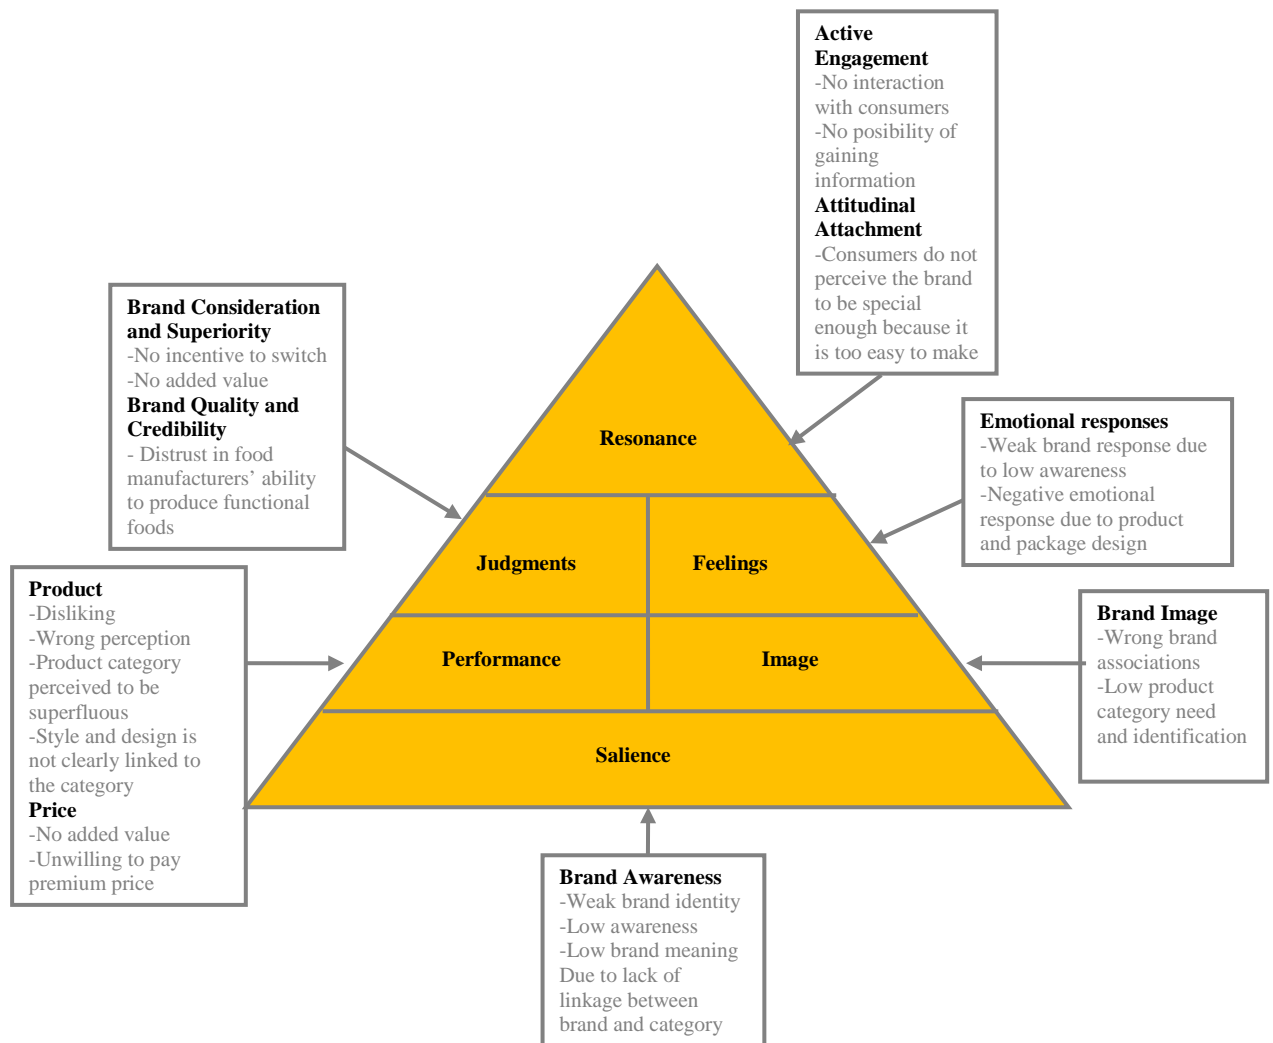 Active
Engagement
-No interaction
with consumers
-No posibility of
gaining
information
Attitudinal
Attachment
-Consumers do not
perceive the brand
to be special
enough because it
is too easy to make
Brand Consideration
and Superiority
-No incentive to switch
-No added value
Brand Quality and
Credibility
- Distrust in food
manufacturers’ ability
to produce functional
foods
Resonance
Emotional responses
-Weak brand response due
to low awareness
-Negative emotional
response due to product
and package design
Judgments
Feelings
Product
-Disliking
-Wrong perception
-Product category
perceived to be
superfluous
-Style and design is
not clearly linked to
the category
Price
-No added value
-Unwilling to pay
premium price
Performance
Image
Brand Image
-Wrong brand
associations
-Low product
category need
and identification
Salience
Brand Awareness
-Weak brand identity
-Low awareness
-Low brand meaning
Due to lack of
linkage between
brand and category